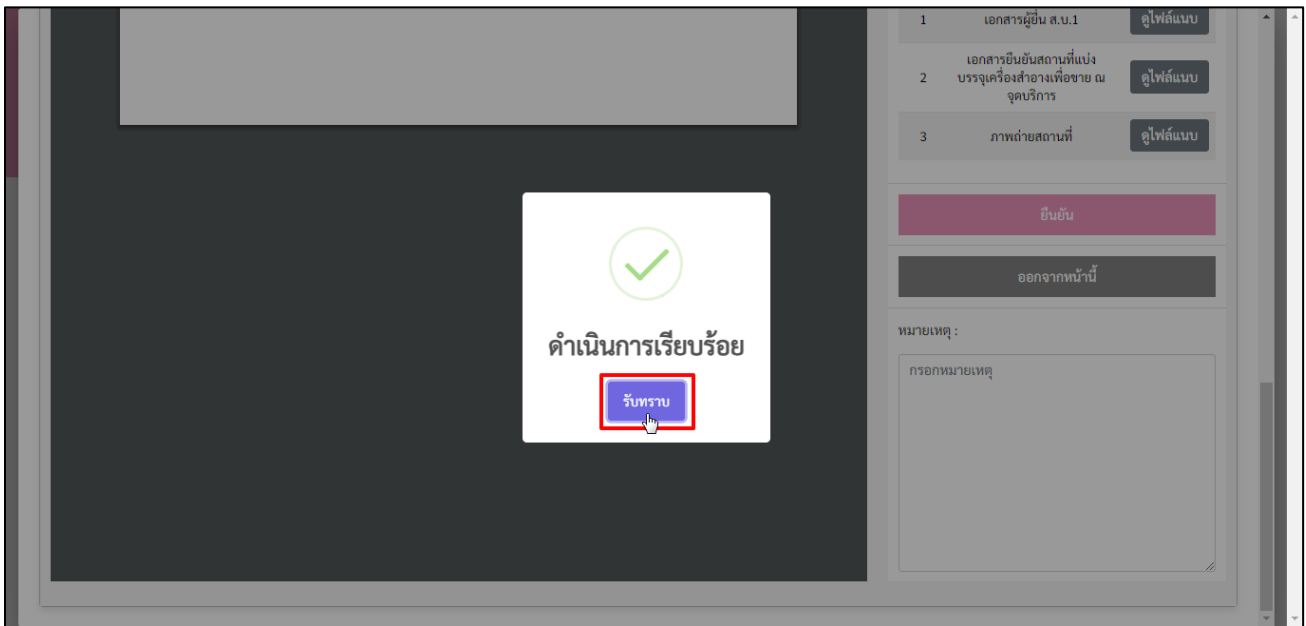 1 เอกสารผู้ยื่น ส.บ.1 ดูไฟล์แนบ
2 เอกสารยืนยันสถานที่แบ่ง
บรรจุเครื่องสำอางเพื่อขาย ณ
จุดบริการ ดูไฟล์แนบ
3 ภาพถ่ายสถานที่ ดูไฟล์แนบ
ยืนยัน
ออกจากหน้านี้
หมายเหตุ :
กรอกหมายเหตุ
ดำเนินการเรียบร้อย
รับทราบ